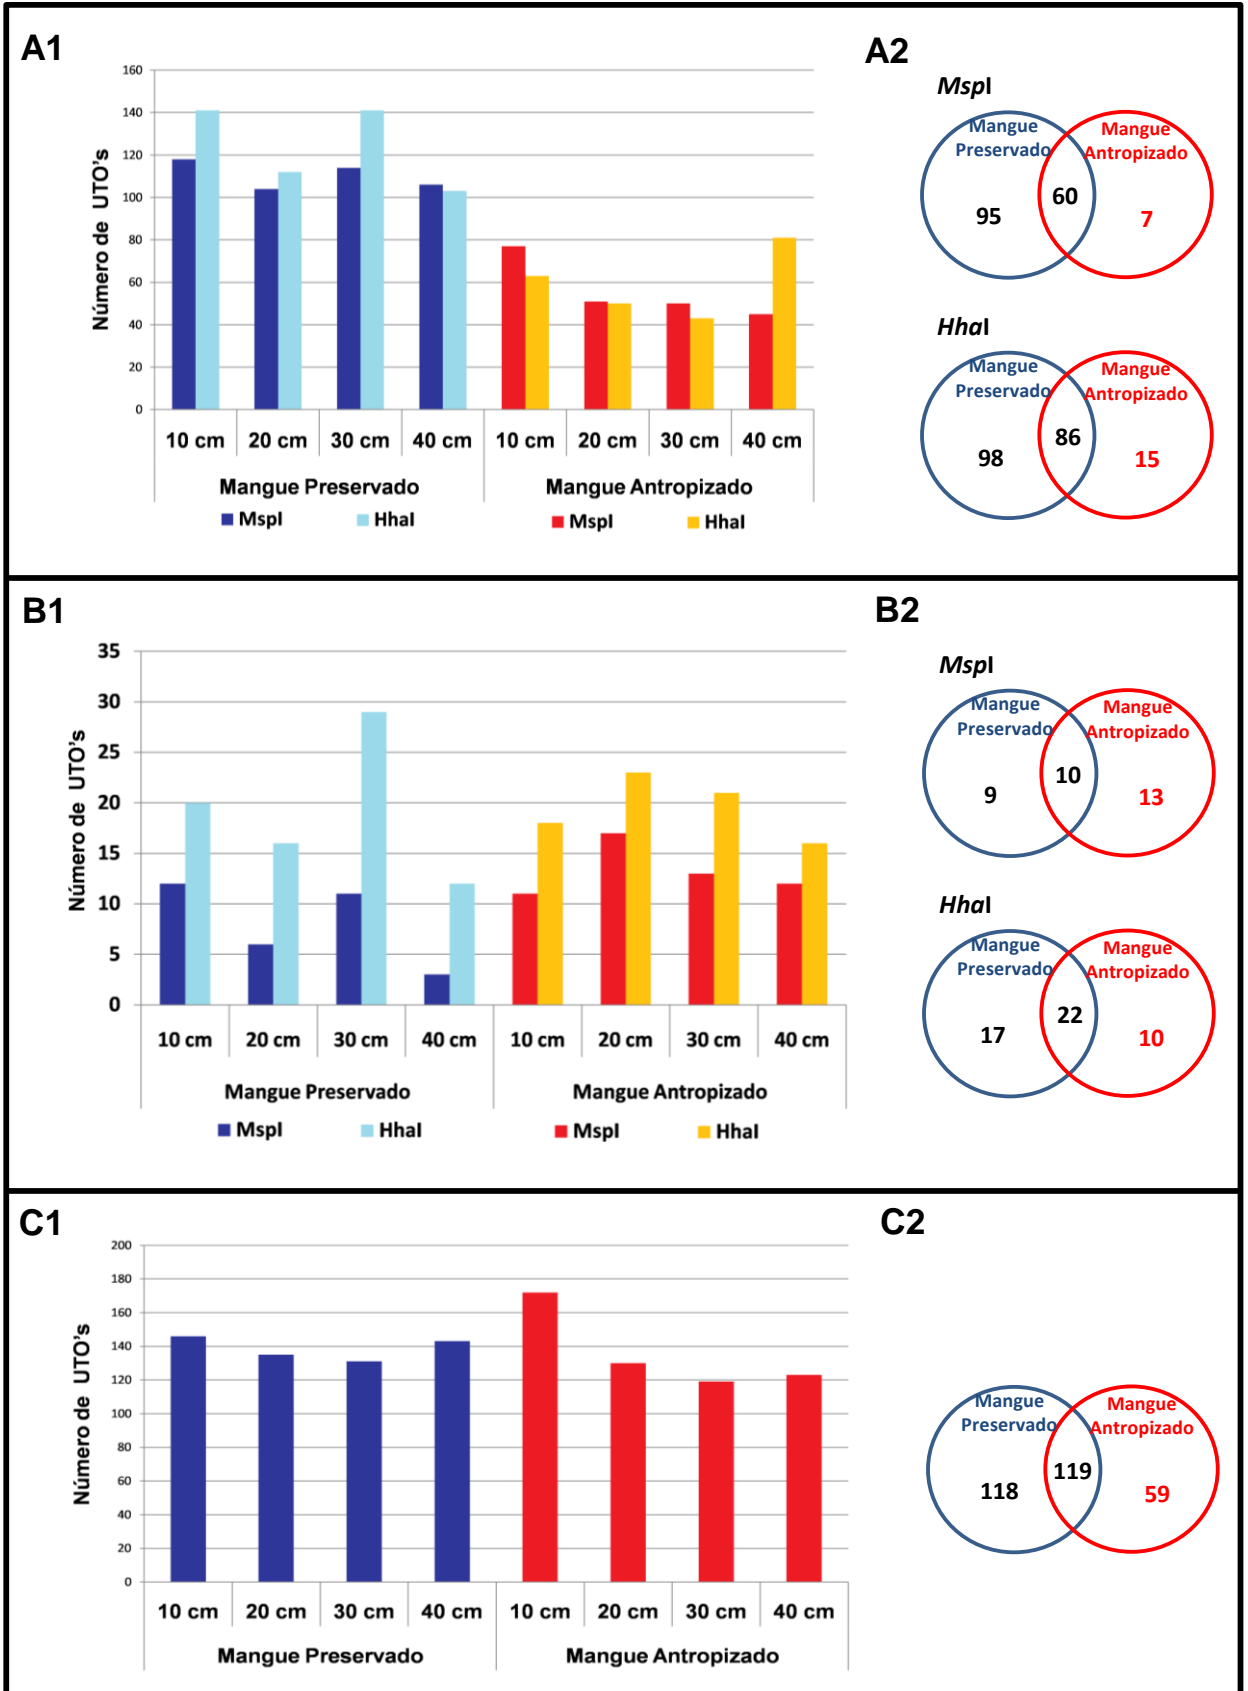 A1
160
140
120
100
80
60
40
20
0
Número de UTO's
10 cm 20 cm 30 cm 40 cm 10 cm 20 cm 30 cm 40 cm
Mangue Preservado Mangue Antropizado
MspI HhaI MspI HhaI
A2
MspI
Mangue Preservado
Mangue Antropizado
95 60 7
HhaI
Mangue Preservado
Mangue Antropizado
98 86 15
B1
35
30
25
20
15
10
5
0
Número de UTO's
10 cm 20 cm 30 cm 40 cm 10 cm 20 cm 30 cm 40 cm
Mangue Preservado Mangue Antropizado
MspI HhaI MspI HhaI
B2
MspI
Mangue Preservado
Mangue Antropizado
9 10 13
HhaI
Mangue Preservado
Mangue Antropizado
17 22 10
C1
200
180
160
140
120
100
80
60
40
20
0
Número de UTO's
10 cm 20 cm 30 cm 40 cm 10 cm 20 cm 30 cm 40 cm
Mangue Preservado Mangue Antropizado
C2
Mangue Preservado
Mangue Antropizado
118 119 59